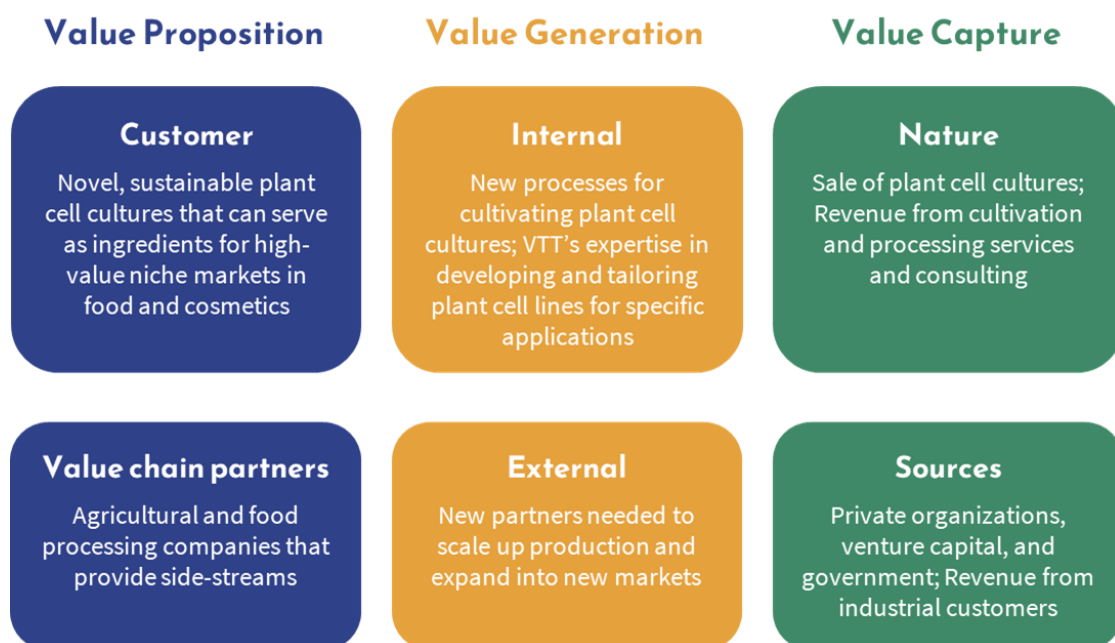 Value Proposition
Value Generation
Value Capture
Customer
Novel, sustainable plant
cell cultures that can serve
as ingredients for high-
value niche markets in
food and cosmetics
Internal
New processes for
cultivating plant cell
cultures; VTT’s expertise in
developing and tailoring
plant cell lines for specific
applications
Nature
Sale of plant cell cultures;
Revenue from cultivation
and processing services
and consulting
Value chain partners
Agricultural and food
processing companies that
provide side-streams
External
New partners needed to
scale up production and
expand into new markets
Sources
Private organizations,
venture capital, and
government; Revenue from
industrial customers